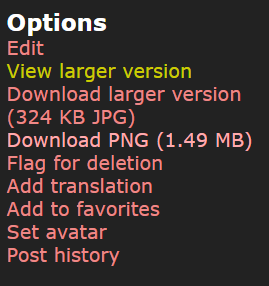 Options
Edit
View larger version
Download larger version
(324 KB JPG)
Download PNG (1.49 MB)
Flag for deletion
Add translation
Add to favorites
Set avatar
Post history